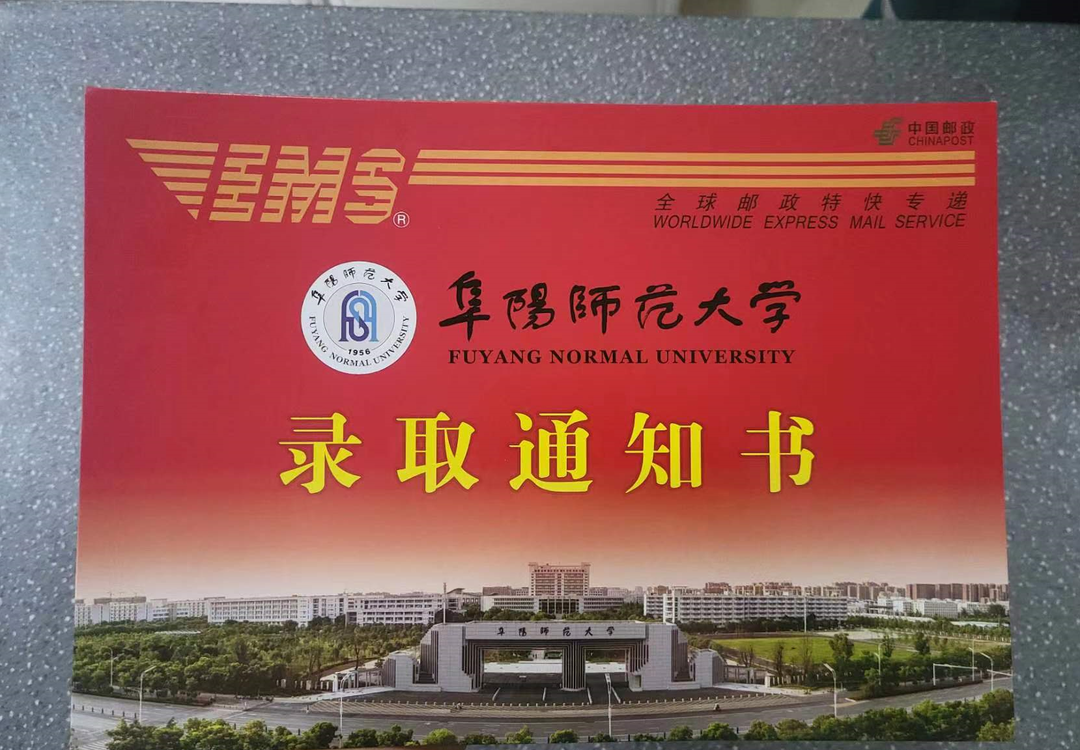 中国邮政
CHINAPOST
EMS®
全球邮政特快专递
WORLDWIDE EXPRESS MAIL SERVICE
阜陽師范大学
FUYANG NORMAL UNIVERSITY
1956
阜陽師范大学
FUYANG NORMAL UNIVERSITY
录取通知书
阜陽師范大学